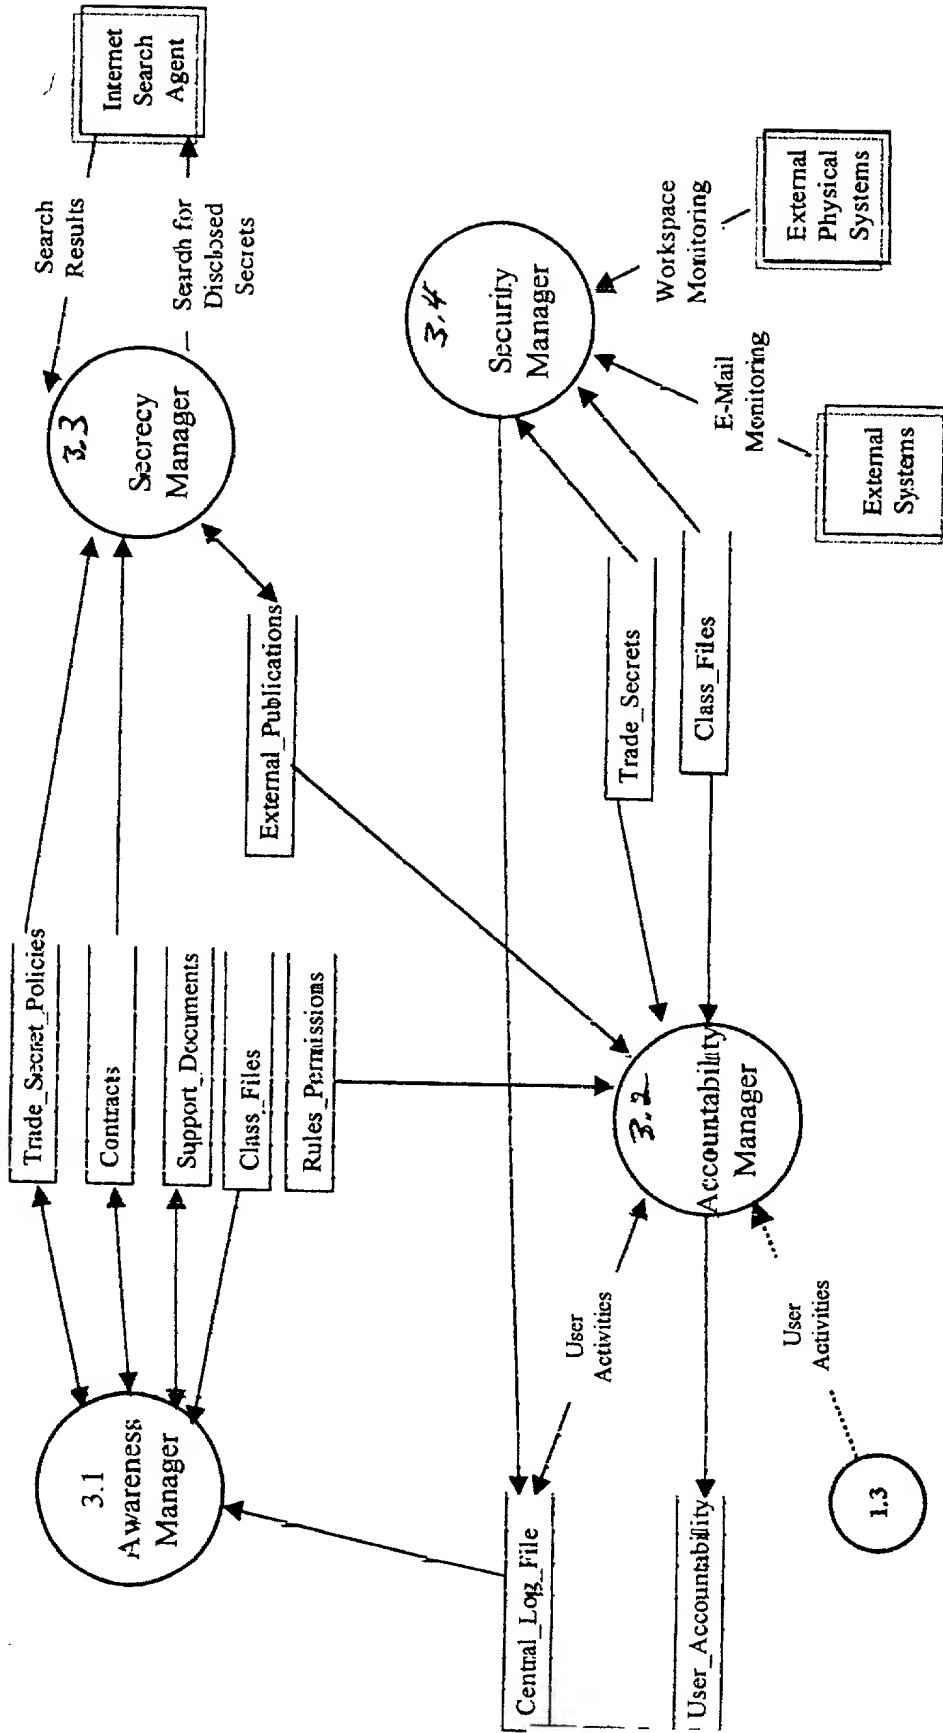 3.1
Awareness
Manager
Trade_Secret_Policies
Contracts
Support_Documents
Class_Files
Rules_Permissions
3.3
Secrecy
Manager
Search
Results
Search for
Disclosed
Secrets
Internet
Search
Agent
External_Publications
Central_Log_File
User
Activities
User_Accountability
1.3
User
Activities
3.2
Accountability
Manager
Trade_Secrets
Class_Files
3.4
Security
Manager
E-Mail
Monitoring
Workspace
Monitoring
External
Systems
External
Physical
Systems